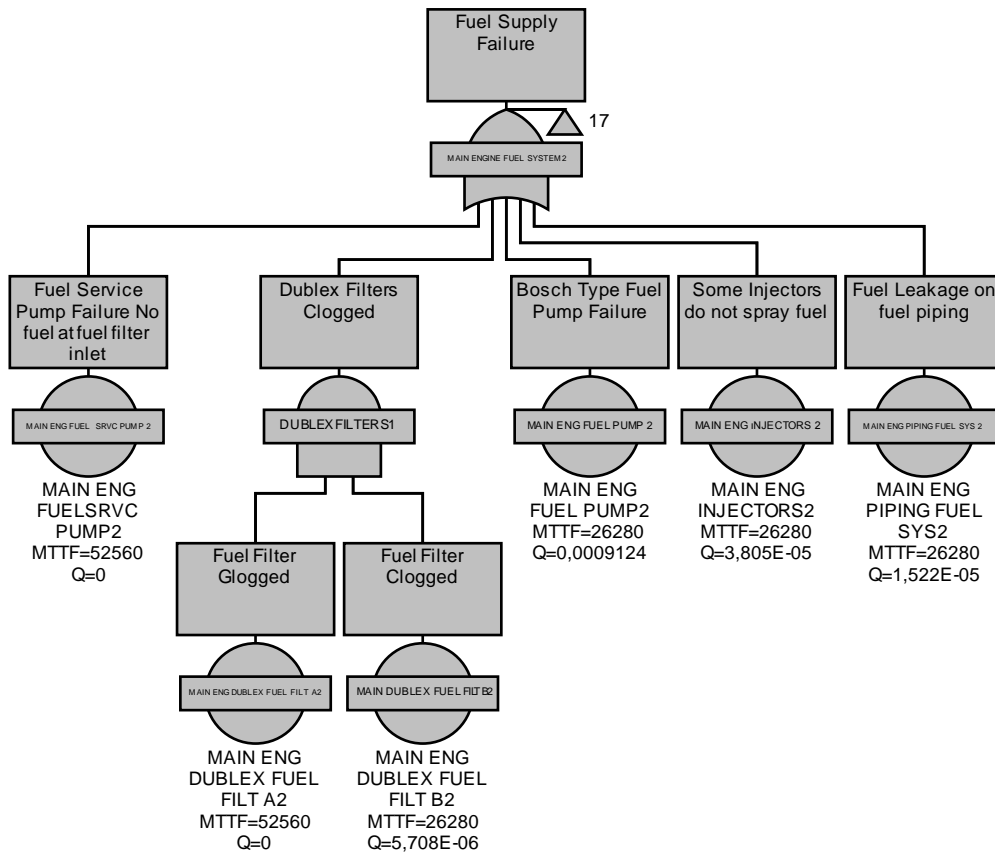 Fuel Supply
Failure
17
MAIN ENGINE FUEL SYSTEM2
Fuel Service
Pump Failure No
fuel at fuel filter
inlet
Dublex Filters
Clogged
Bosch Type Fuel
Pump Failure
Some Injectors
do not spray fuel
Fuel Leakage on
fuel piping
MAIN ENG FUEL SRVC PUMP 2
DUBLEX FILTERS1
MAIN ENG FUEL PUMP 2
MAIN ENG iNJECTORS 2
MAIN ENG PIPING FUEL SYS 2
MAIN ENG
FUELSRVC
PUMP2
MTTF=52560
Q=0
MAIN ENG
FUEL PUMP2
MTTF=26280
Q=0,0009124
MAIN ENG
INJECTORS2
MTTF=26280
Q=3,805E-05
MAIN ENG
PIPING FUEL
SYS2
MTTF=26280
Q=1,522E-05
Fuel Filter
Glogged
Fuel Filter
Clogged
MAIN ENG DUBLEX FUEL FILT A2
MAIN DUBLEX FUEL FILT B2
MAIN ENG
DUBLEX FUEL
FILT A2
MTTF=52560
Q=0
MAIN ENG
DUBLEX FUEL
FILT B2
MTTF=26280
Q=5,708E-06